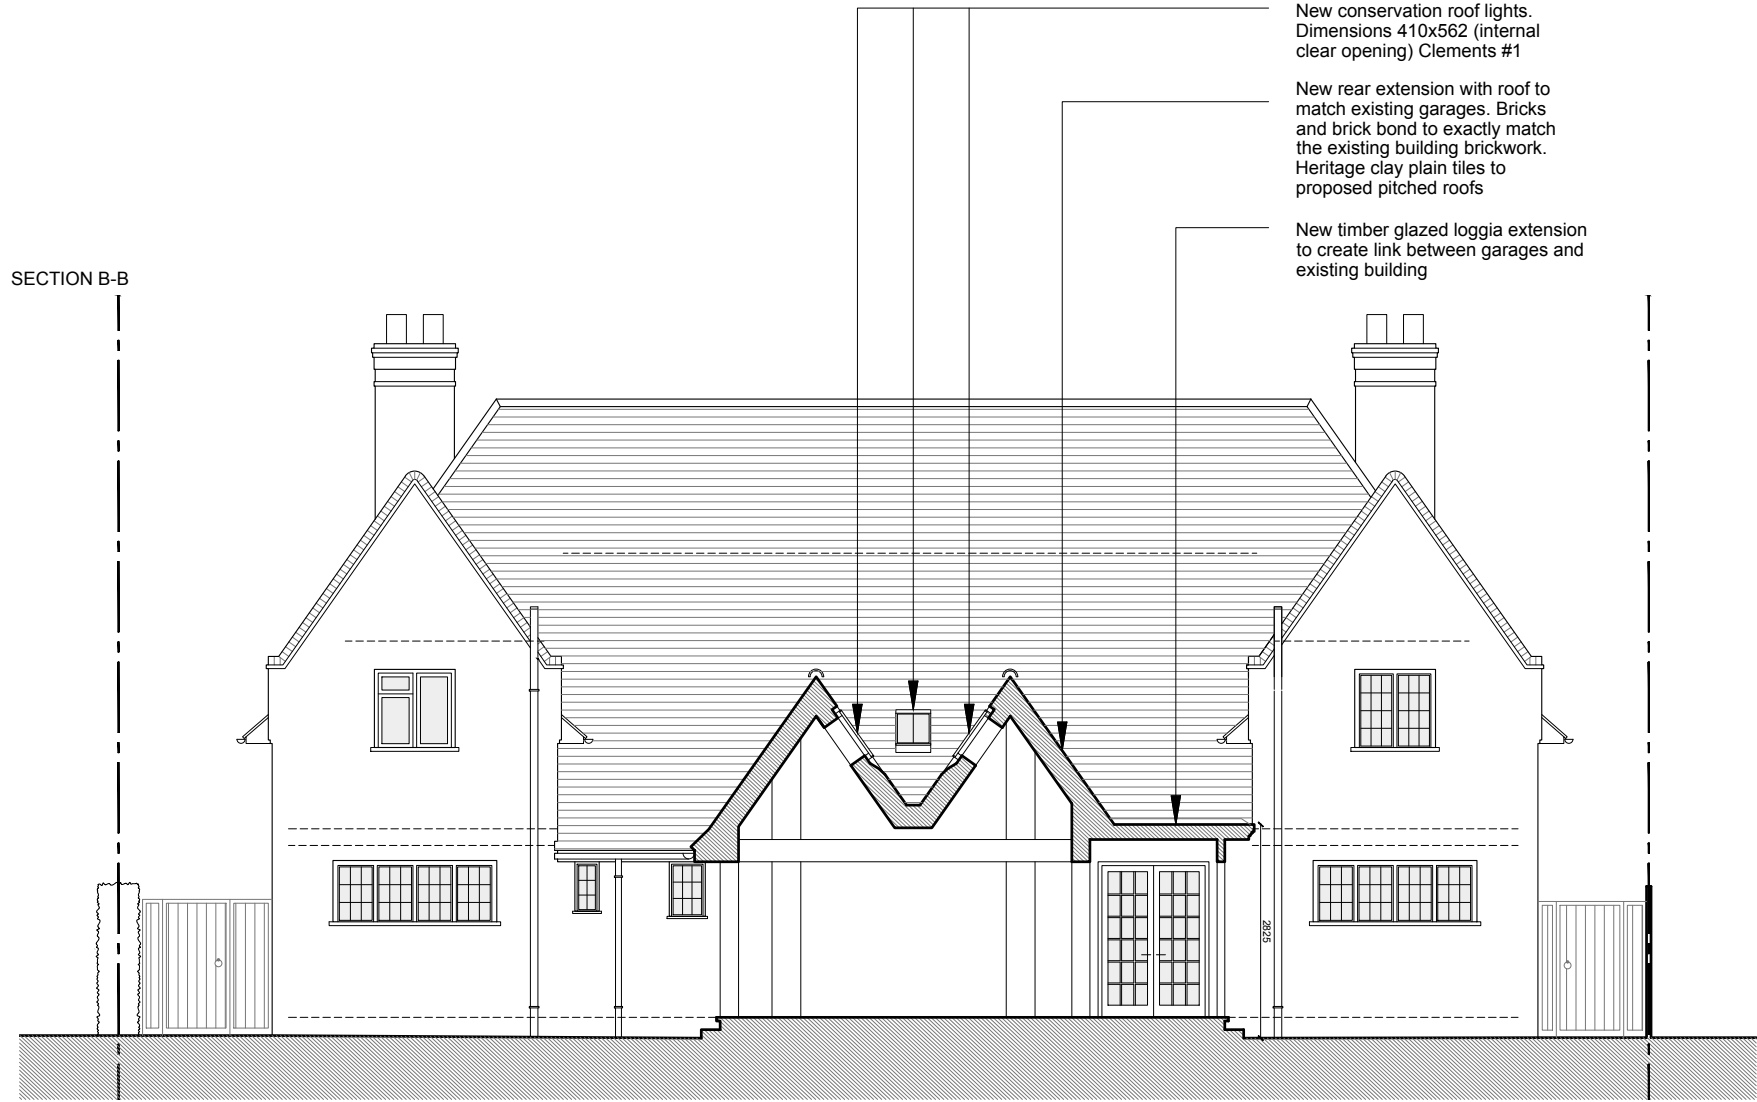 New conservation roof lights.
Dimensions 410x562 (internal
clear opening) Clements #1
New rear extension with roof to
match existing garages. Bricks
and brick bond to exactly match
the existing building brickwork.
Heritage clay plain tiles to
proposed pitched roofs
New timber glazed loggia extension
to create link between garages and
existing building
SECTION B-B
2825